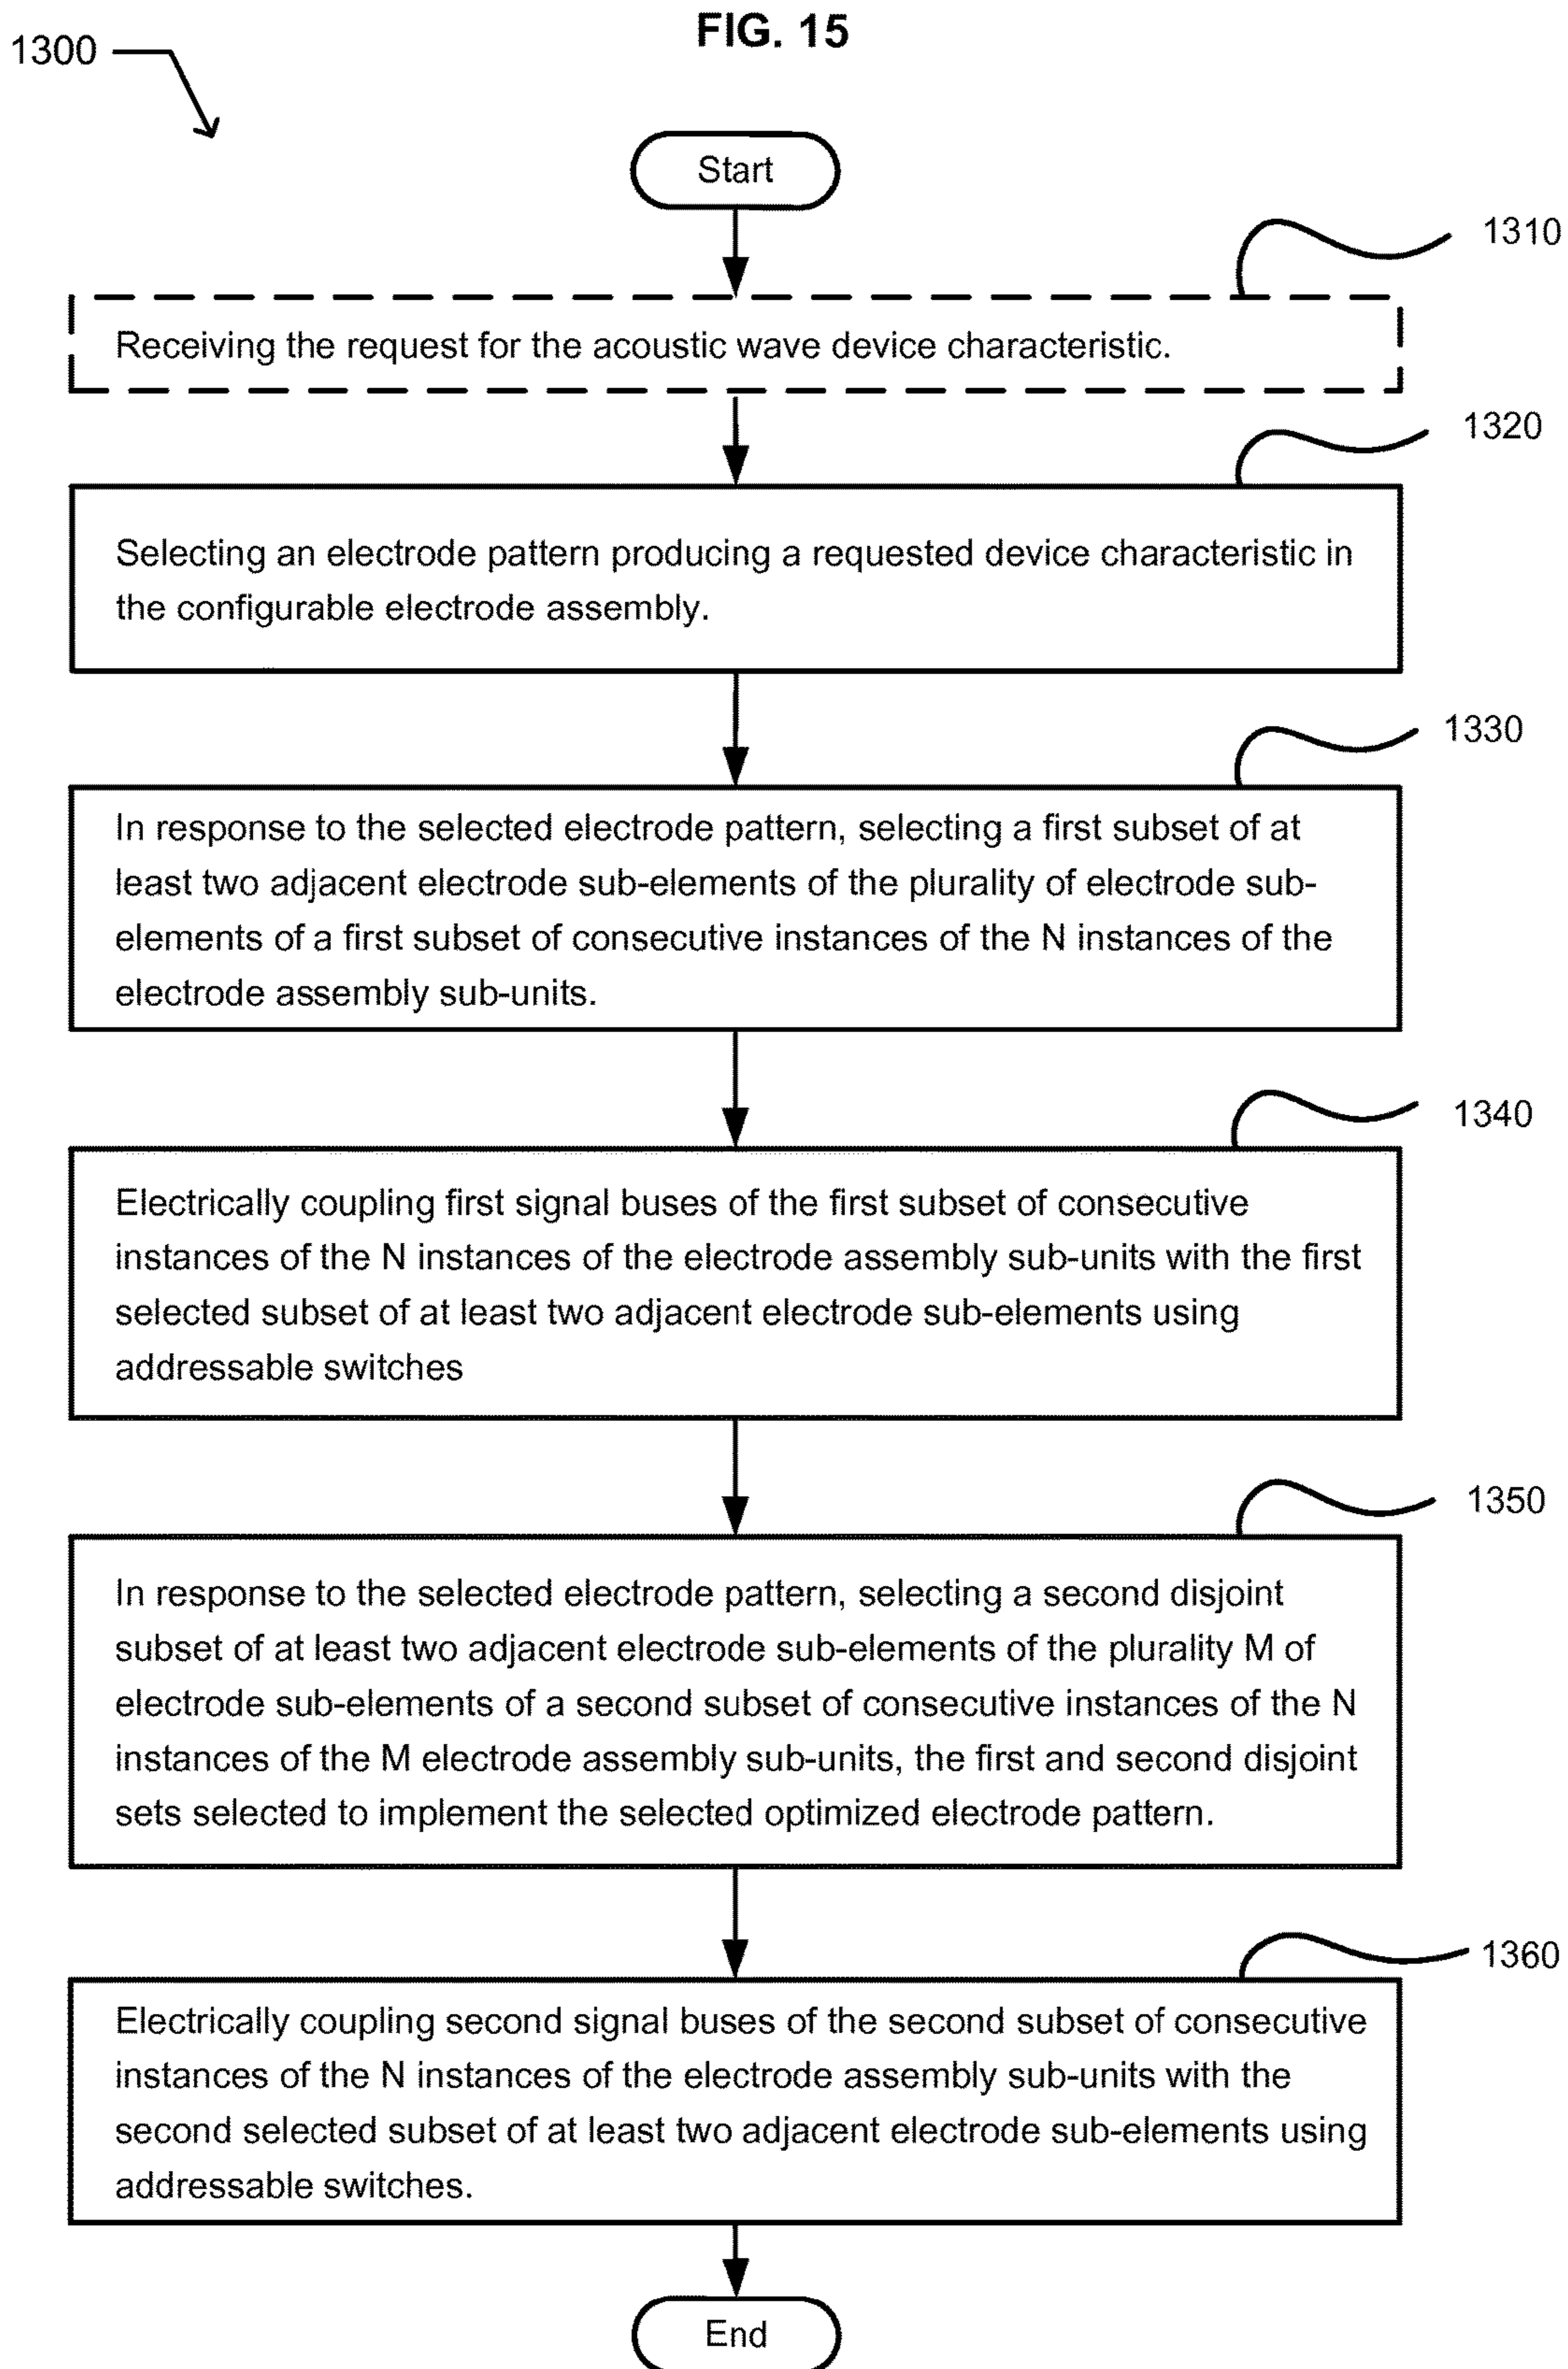 FIG. 15
1300
Start
1310
Receiving the request for the acoustic wave device characteristic.
1320
Selecting an electrode pattern producing a requested device characteristic in
the configurable electrode assembly.
1330
In response to the selected electrode pattern, selecting a first subset of at
least two adjacent electrode sub-elements of the plurality of electrode sub-
elements of a first subset of consecutive instances of the N instances of the
electrode assembly sub-units.
1340
Electrically coupling first signal buses of the first subset of consecutive
instances of the N instances of the electrode assembly sub-units with the first
selected subset of at least two adjacent electrode sub-elements using
addressable switches
1350
In response to the selected electrode pattern, selecting a second disjoint
subset of at least two adjacent electrode sub-elements of the plurality M of
electrode sub-elements of a second subset of consecutive instances of the N
instances of the M electrode assembly sub-units, the first and second disjoint
sets selected to implement the selected optimized electrode pattern.
1360
Electrically coupling second signal buses of the second subset of consecutive
instances of the N instances of the electrode assembly sub-units with the
second selected subset of at least two adjacent electrode sub-elements using
addressable switches.
End